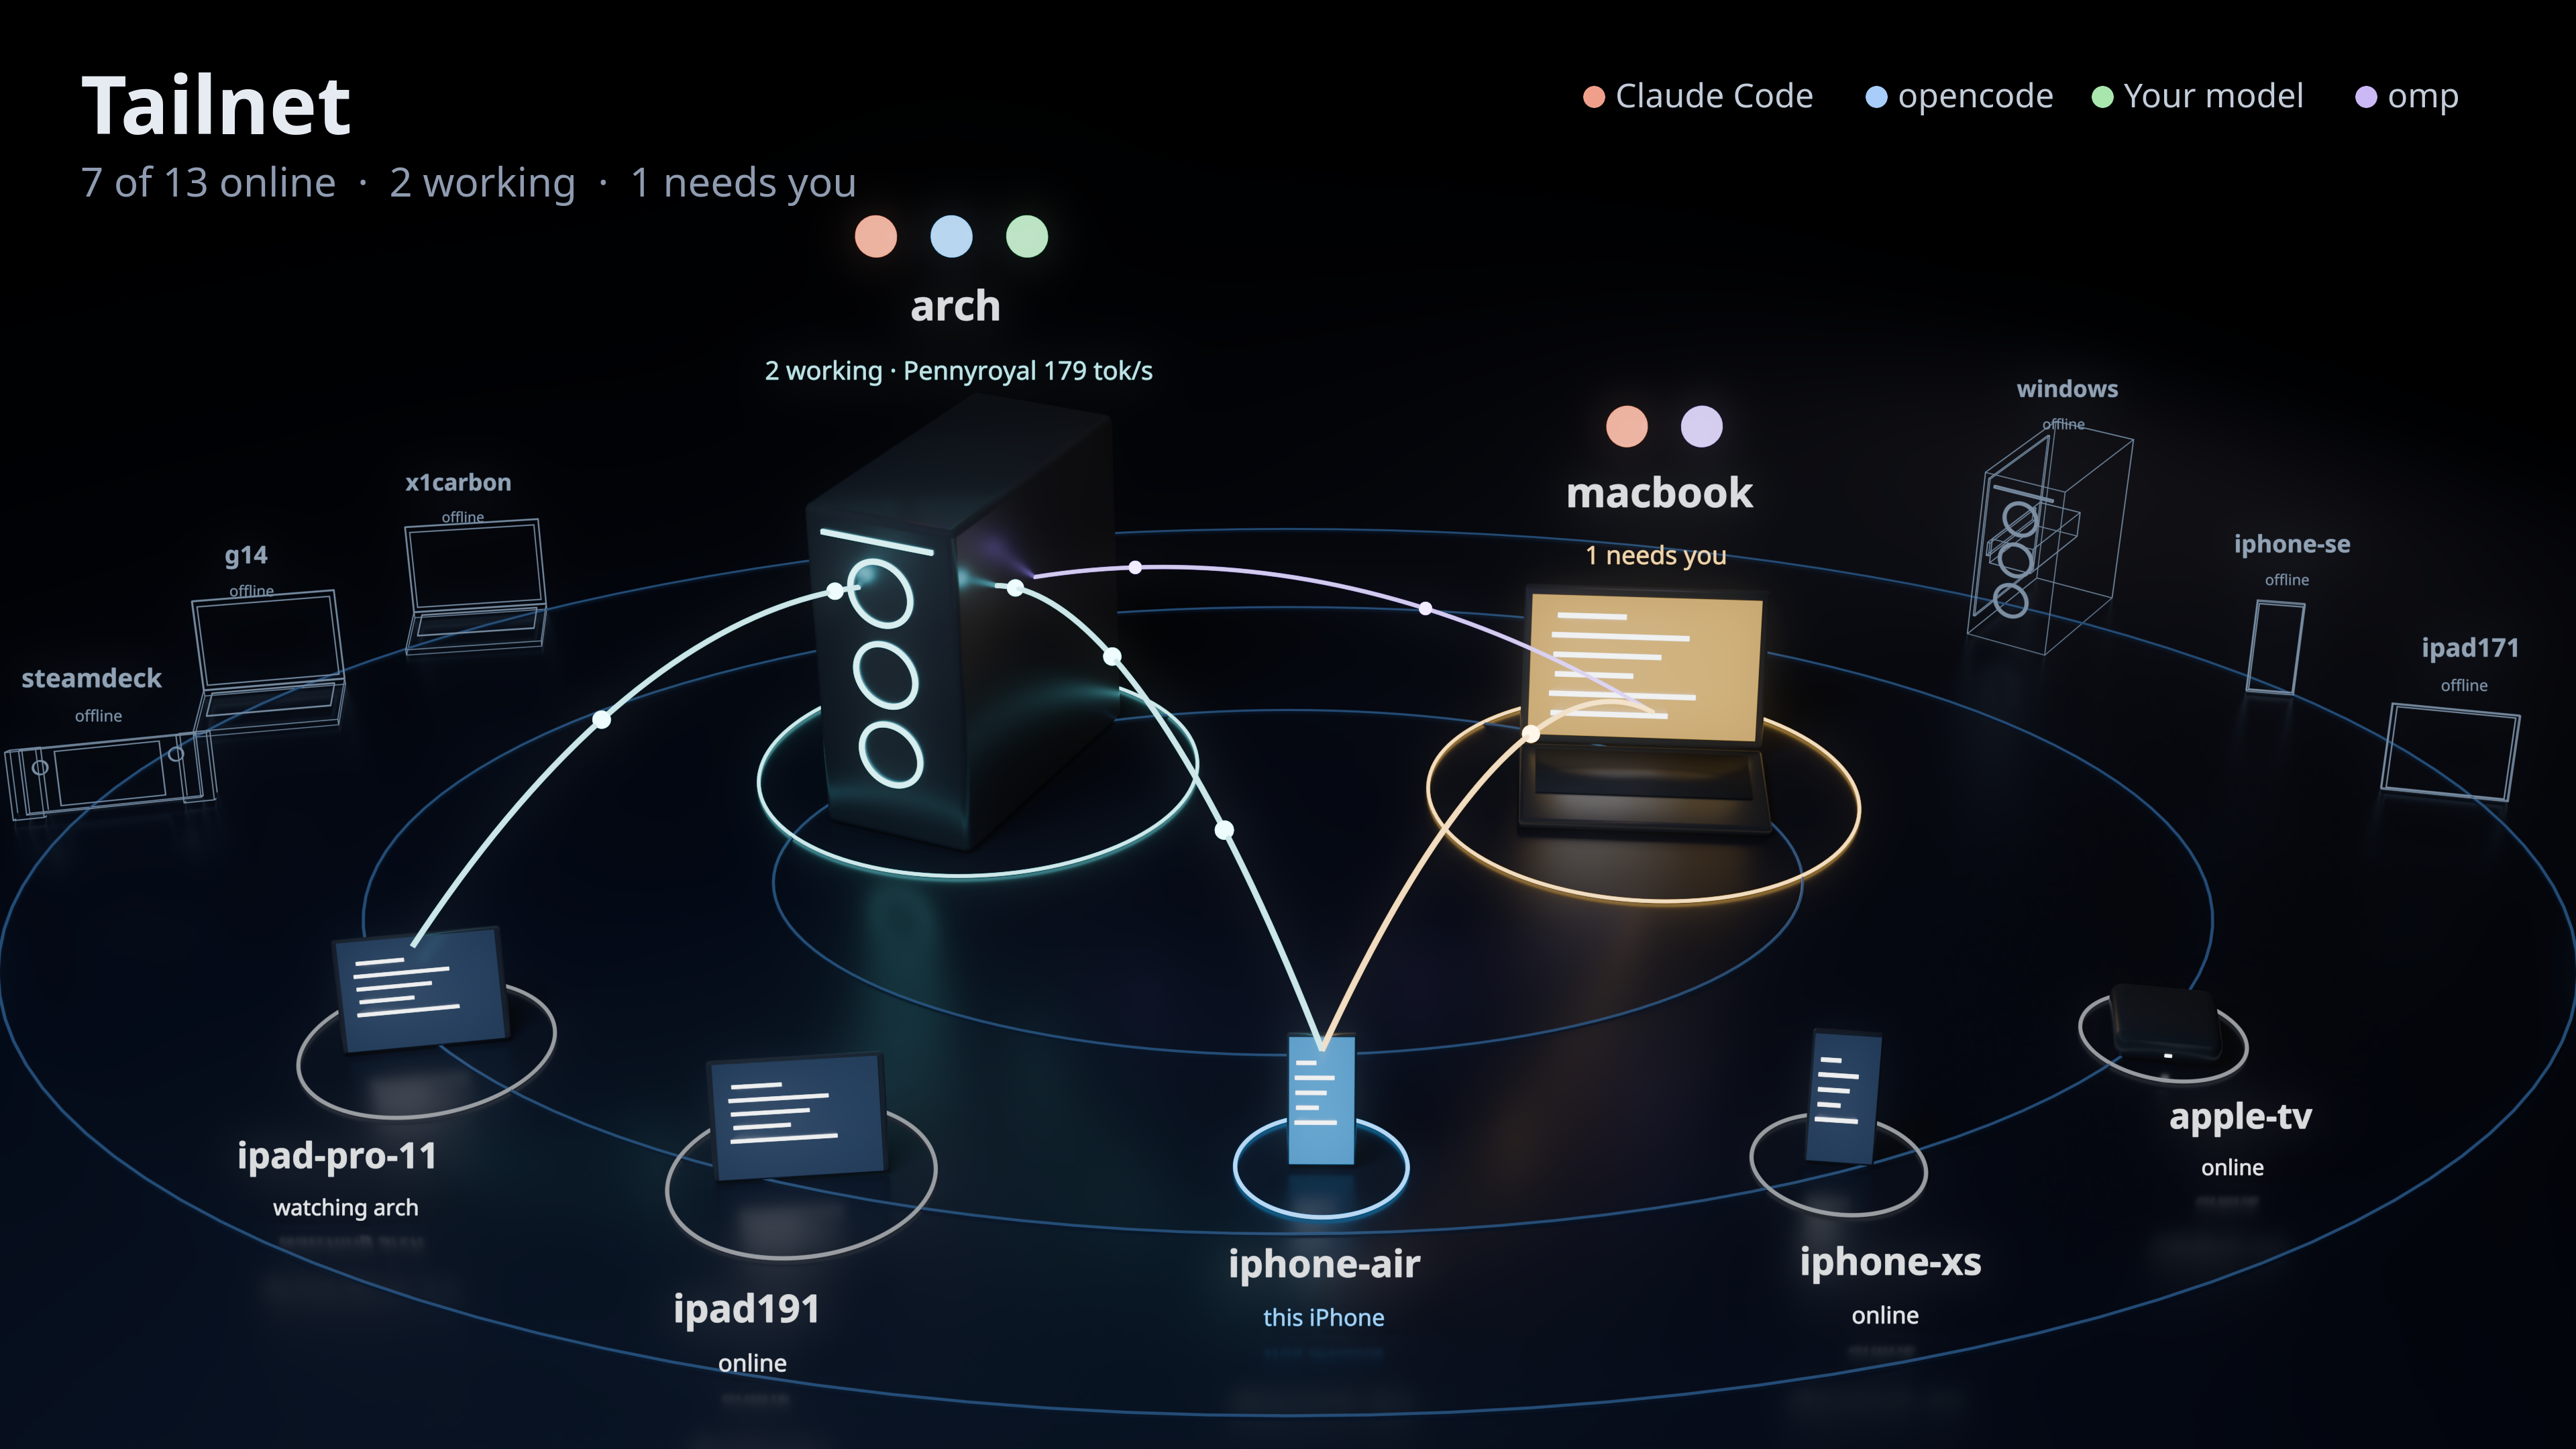 Tailnet
7 of 13 online · 2 working · 1 needs you
Claude Code
opencode
Your model
omp
arch
2 working · Pennyroyal 179 tok/s
windows
offline
macbook
1 needs you
x1carbon
offline
g14
offline
iphone-se
offline
steamdeck
offline
ipad171
offline
ipad-pro-11
watching arch
apple-tv
online
ipad191
online
iphone-air
this iPhone
iphone-xs
online